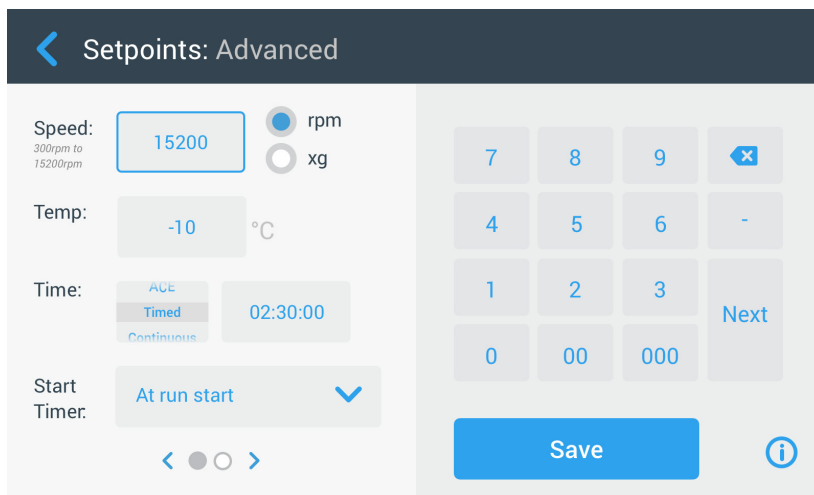 Setpoints: Advanced
Speed:
300rpm to
15200rpm
15200
rpm
xg
Temp:
-10
°C
Time:
ACE
Timed
Continuous
02:30:00
Start
Timer:
At run start
7 8 9
4 5 6 -
1 2 3
Next
0 00 000
Save